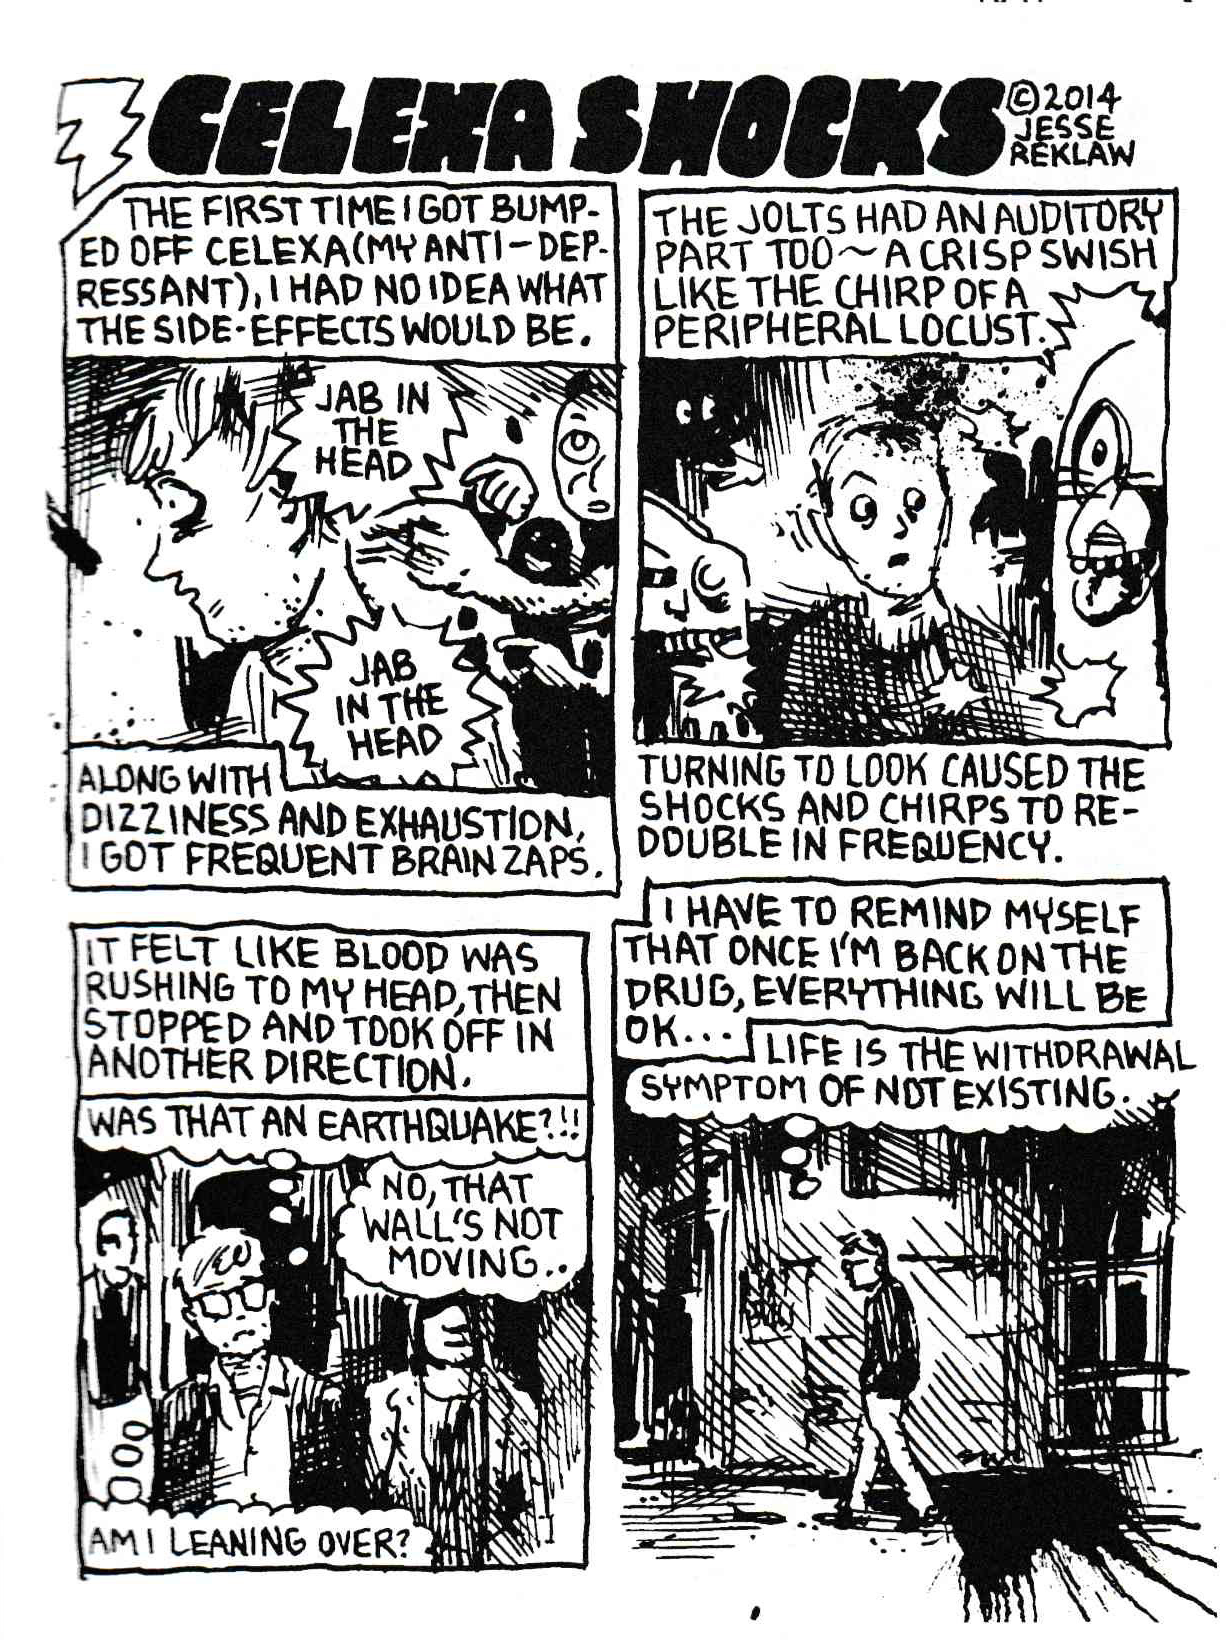 CELEXA SHOCKS
©2014
JESSE
REKLAW
THE FIRST TIME I GOT BUMP-
ED OFF CELEXA (MY ANTI-DEP-
RESSANT), I HAD NO IDEA WHAT
THE SIDE-EFFECTS WOULD BE.
JAB IN
THE
HEAD
JAB
IN THE
HEAD
ALONG WITH
DIZZINESS AND EXHAUSTION,
I GOT FREQUENT BRAIN ZAPS.
THE JOLTS HAD AN AUDITORY
PART TOO~A CRISP SWISH
LIKE THE CHIRP OF A
PERIPHERAL LOCUST.
TURNING TO LOOK CAUSED THE
SHOCKS AND CHIRPS TO RE-
DOUBLE IN FREQUENCY.
IT FELT LIKE BLOOD WAS
RUSHING TO MY HEAD, THEN
STOPPED AND TOOK OFF IN
ANOTHER DIRECTION.
WAS THAT AN EARTHQUAKE?!!
NO, THAT
WALL'S NOT
MOVING..
AM I LEANING OVER?
I HAVE TO REMIND MYSELF
THAT ONCE I'M BACK ON THE
DRUG, EVERYTHING WILL BE
OK...
LIFE IS THE WITHDRAWAL
SYMPTOM OF NOT EXISTING.